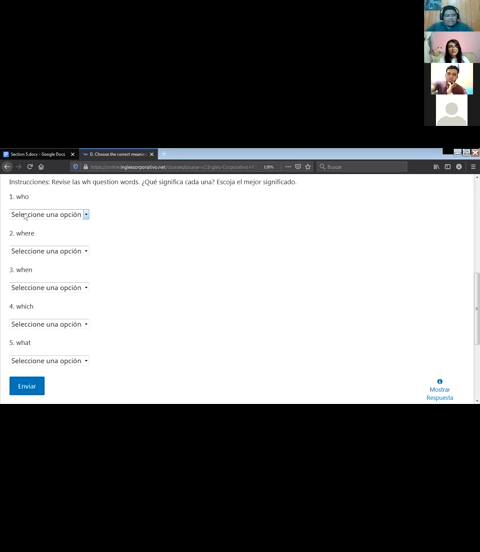 Section 5.docx - Google Docs
D. Choose the correct meani
Buscar
Instrucciones: Revise las wh question words. ¿Qué significa cada una? Escoja el mejor significado.
1. who
Seleccione una opción
2. where
Seleccione una opción
3. when
Seleccione una opción
4. which
Seleccione una opción
5. what
Seleccione una opción
Enviar
Mostrar
Respuesta